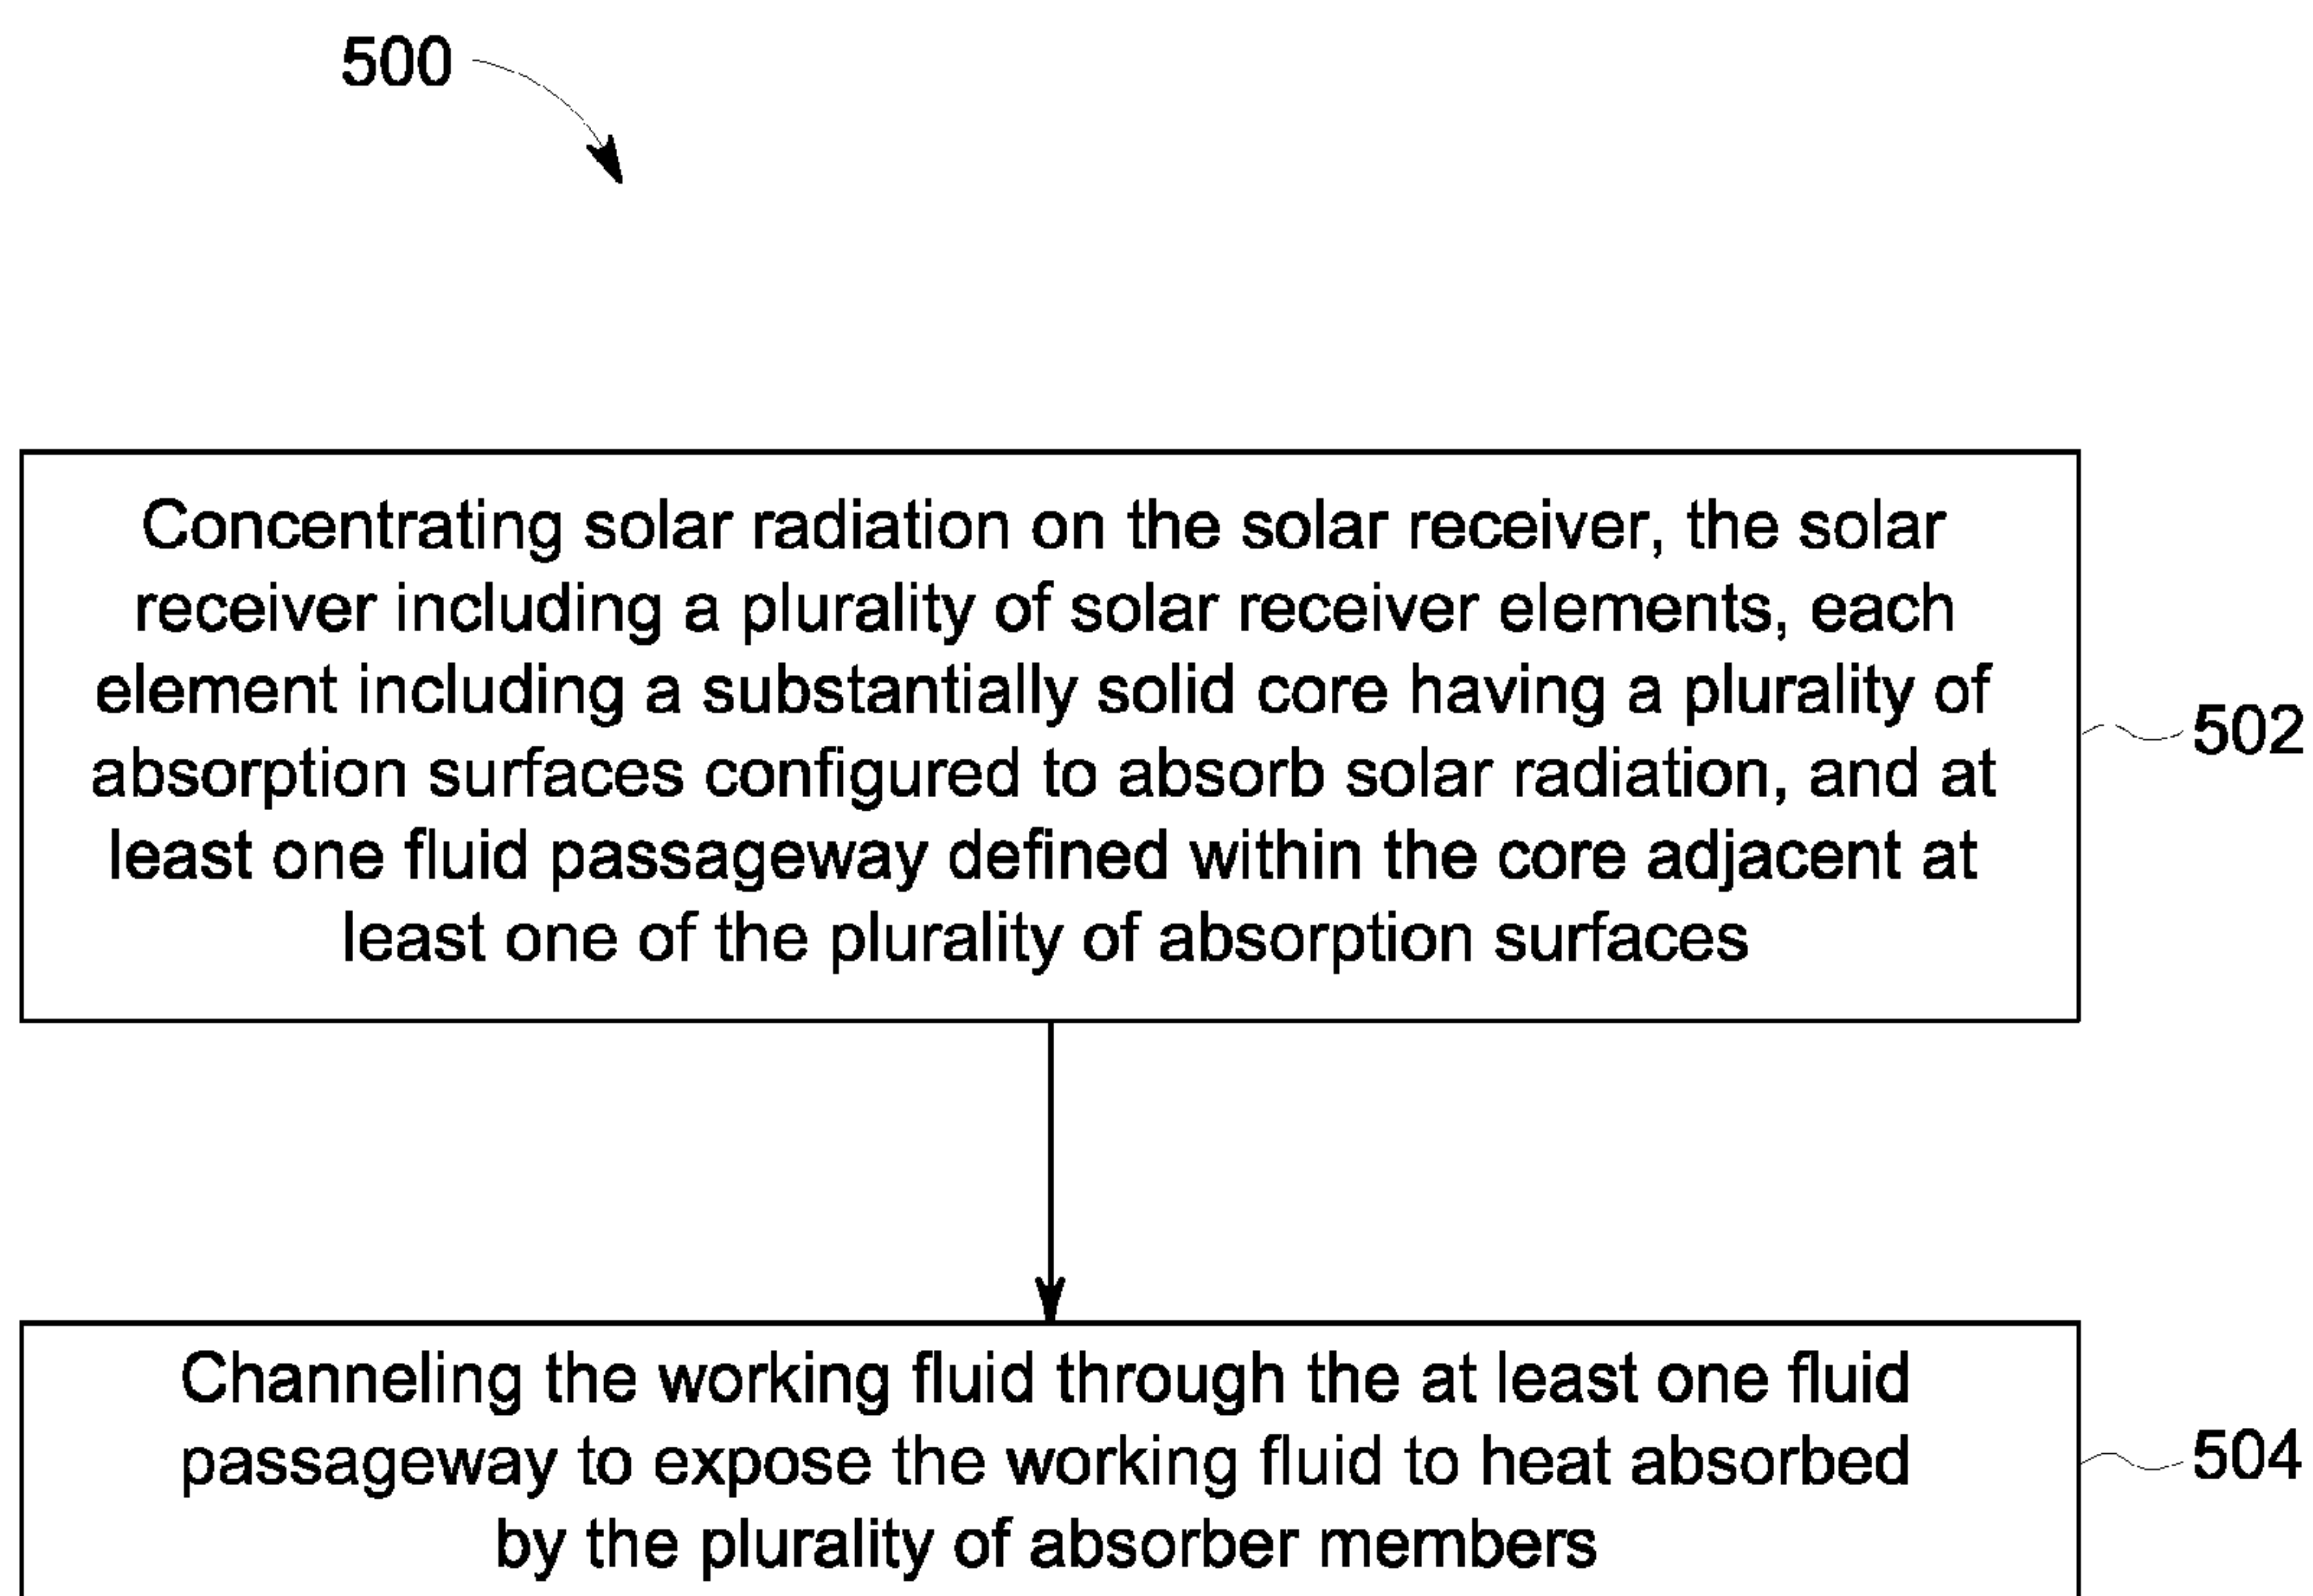 500
Concentrating solar radiation on the solar receiver, the solar
receiver including a plurality of solar receiver elements, each
element including a substantially solid core having a plurality of
absorption surfaces configured to absorb solar radiation, and at
least one fluid passageway defined within the core adjacent at
least one of the plurality of absorption surfaces
502
Channeling the working fluid through the at least one fluid
passageway to expose the working fluid to heat absorbed
by the plurality of absorber members
504